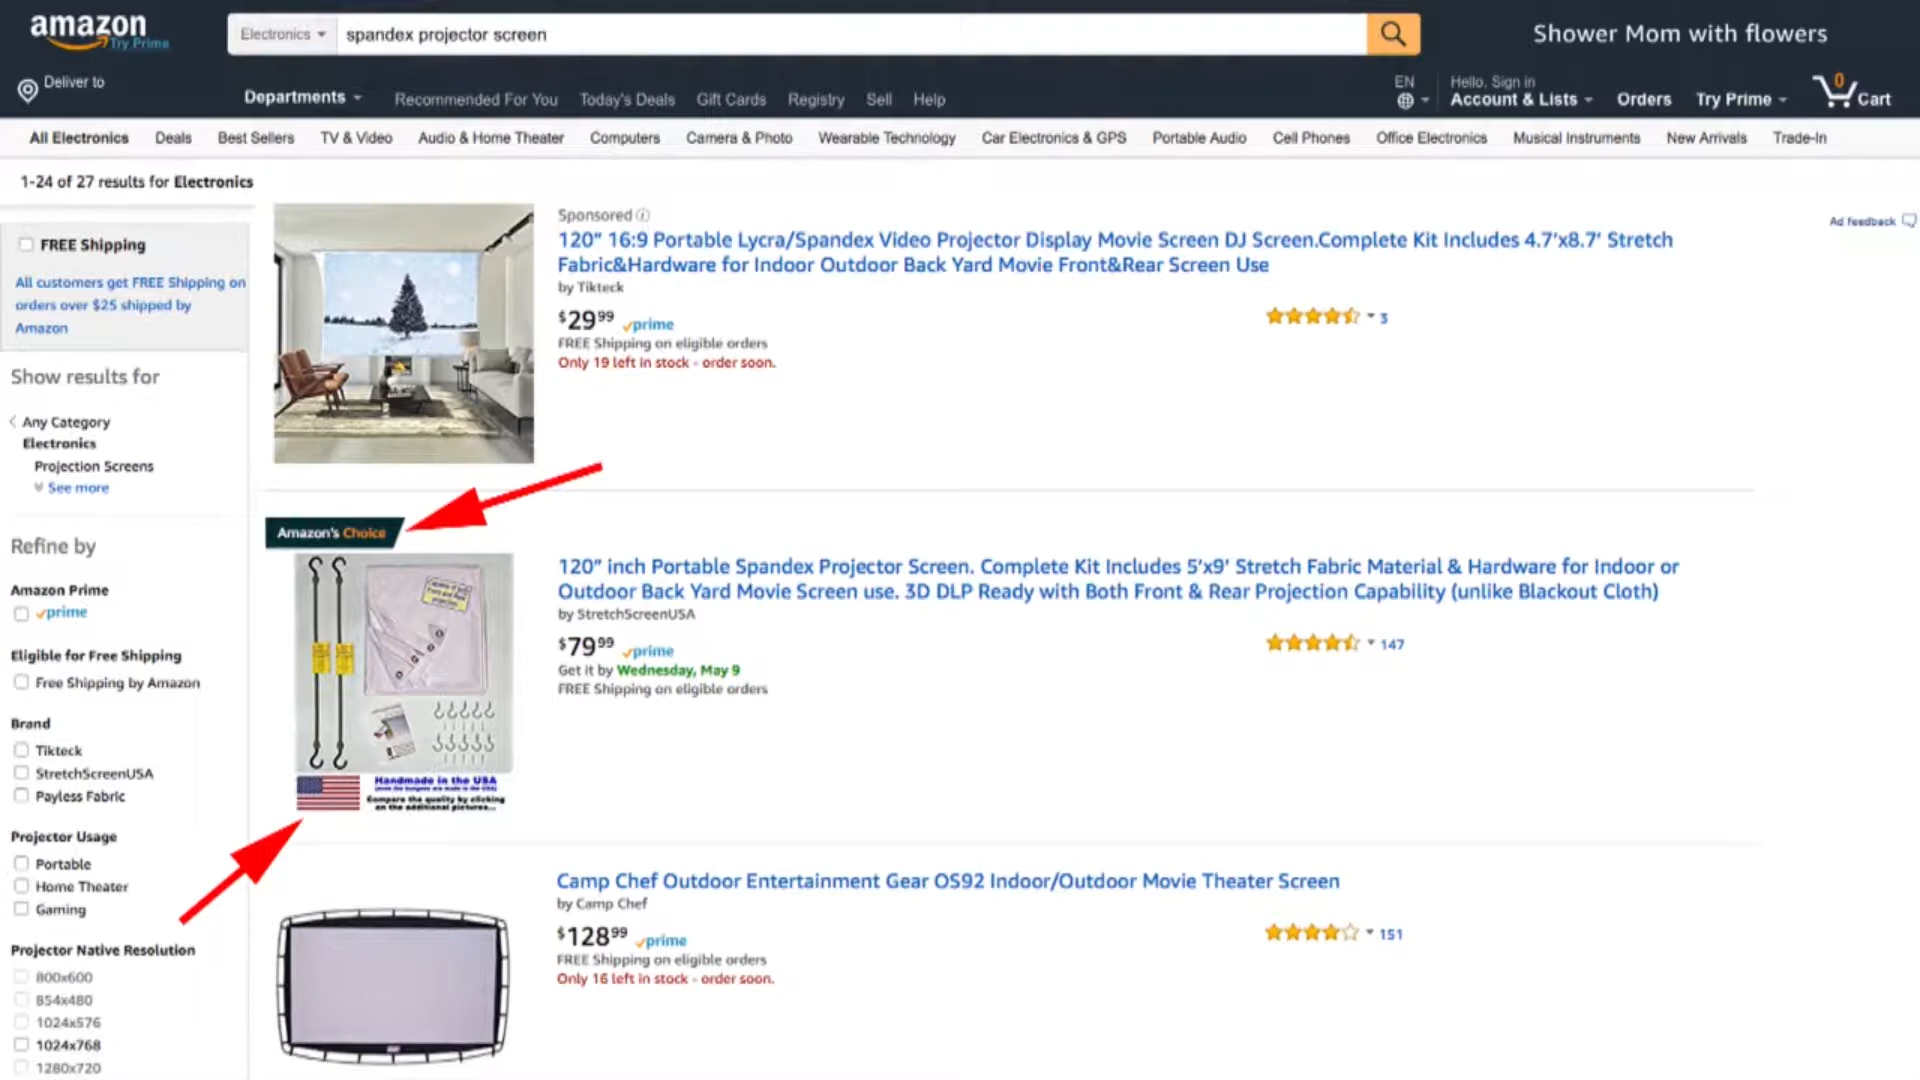 amazon
Try Prime
Electronics
spandex projector screen
Shower Mom with flowers
Deliver to
Departments
Recommended For You
Today's Deals
Gift Cards
Registry
Sell
Help
EN
Hello, Sign in
Account & Lists
Orders
Try Prime
0
Cart
All Electronics
Deals
Best Sellers
TV & Video
Audio & Home Theater
Computers
Camera & Photo
Wearable Technology
Car Electronics & GPS
Portable Audio
Cell Phones
Office Electronics
Musical Instruments
New Arrivals
Trade-In
1-24 of 27 results for Electronics
FREE Shipping
All customers get FREE Shipping on
orders over $25 shipped by
Amazon
Show results for
Any Category
Electronics
Projection Screens
See more
Refine by
Amazon Prime
prime
Eligible for Free Shipping
Free Shipping by Amazon
Brand
Tikteck
StretchScreenUSA
Payless Fabric
Projector Usage
Portable
Home Theater
Gaming
Projector Native Resolution
800x600
854x480
1024x576
1024x768
1280x720
Sponsored
Ad feedback
120" 16:9 Portable Lycra/Spandex Video Projector Display Movie Screen DJ Screen.Complete Kit Includes 4.7'x8.7' Stretch
Fabric&Hardware for Indoor Outdoor Back Yard Movie Front&Rear Screen Use
by Tikteck
$29 99 prime
3
FREE Shipping on eligible orders
Only 19 left in stock - order soon.
Amazon's Choice
120" inch Portable Spandex Projector Screen. Complete Kit Includes 5'x9' Stretch Fabric Material & Hardware for Indoor or
Outdoor Back Yard Movie Screen use. 3D DLP Ready with Both Front & Rear Projection Capability (unlike Blackout Cloth)
by StretchScreenUSA
$79 99 prime
147
Get it by Wednesday, May 9
FREE Shipping on eligible orders
Handmade in the USA
Compare the quality by clicking
on the additional pictures...
Camp Chef Outdoor Entertainment Gear OS92 Indoor/Outdoor Movie Theater Screen
by Camp Chef
$128 99 prime
151
FREE Shipping on eligible orders
Only 16 left in stock - order soon.